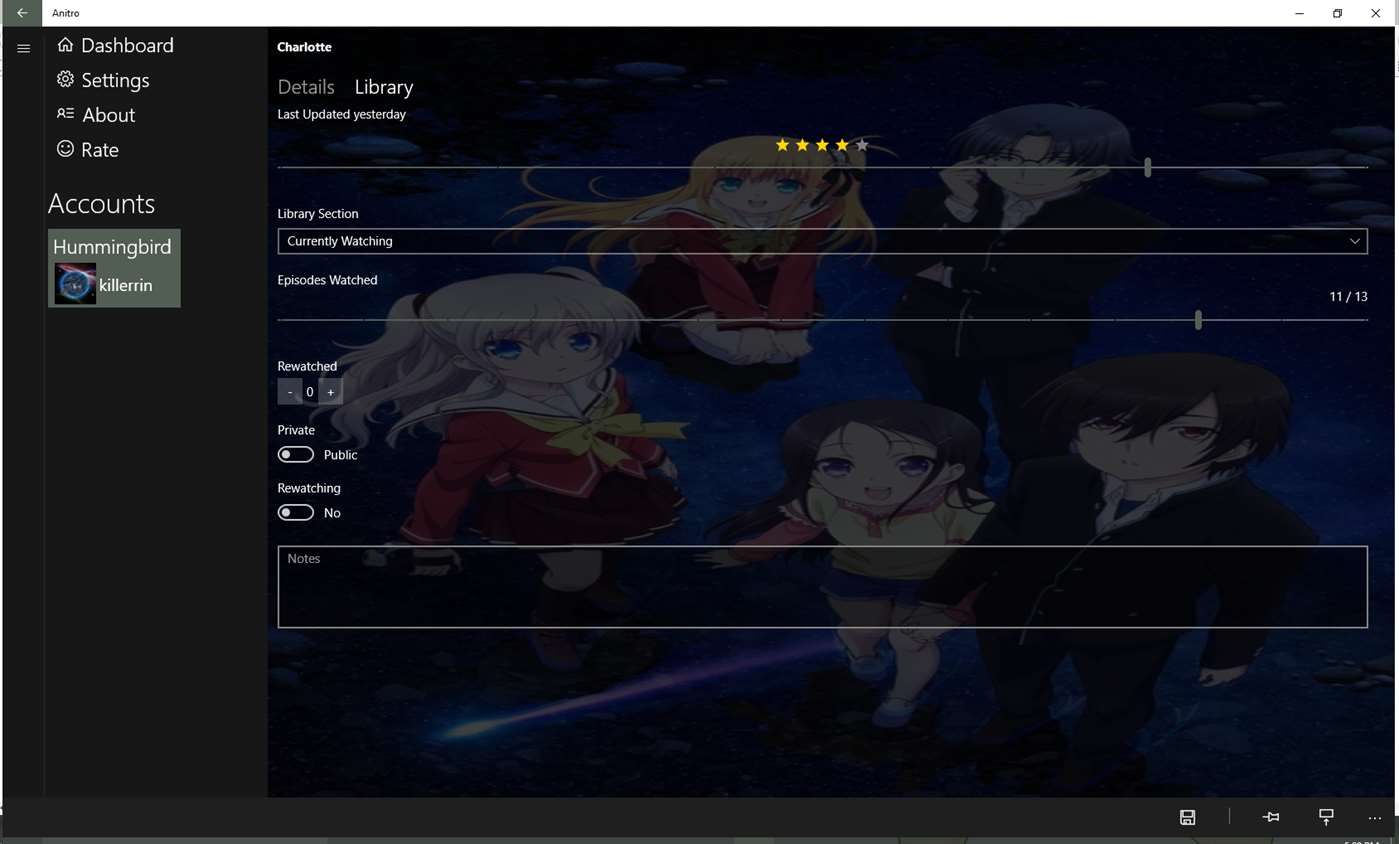 Anitro
Dashboard
Settings
About
Rate
Accounts
Hummingbird
killerrin
Charlotte
Details Library
Last Updated yesterday
Library Section
Currently Watching
Episodes Watched
11 / 13
Rewatched
- 0 +
Private
Public
Rewatching
No
Notes